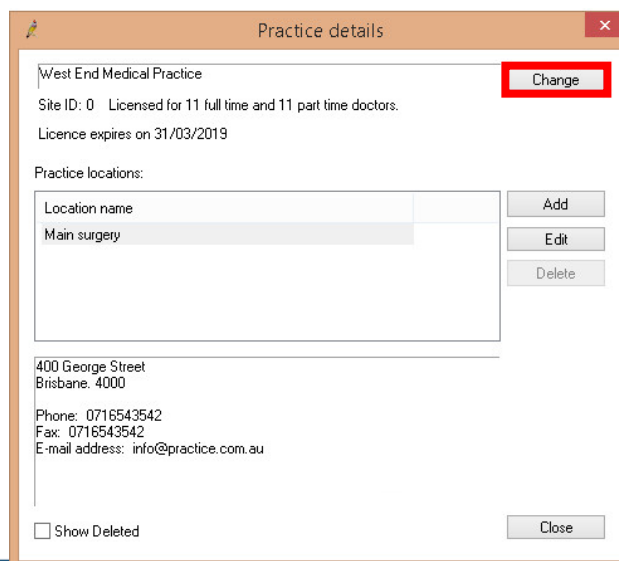 Practice details
West End Medical Practice
Change
Site ID: 0 Licensed for 11 full time and 11 part time doctors.
Licence expires on 31/03/2019
Practice locations:
Location name
Main surgery
Add
Edit
Delete
400 George Street
Brisbane. 4000
Phone: 0716543542
Fax: 0716543542
E-mail address: info@practice.com.au
Show Deleted
Close